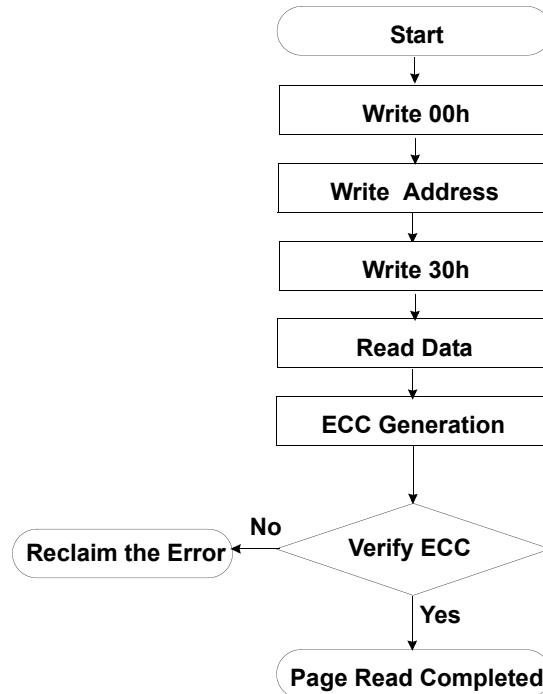 Start
Write 00h
Write Address
Write 30h
Read Data
ECC Generation
No
Reclaim the Error
Verify ECC
Yes
Page Read Completed